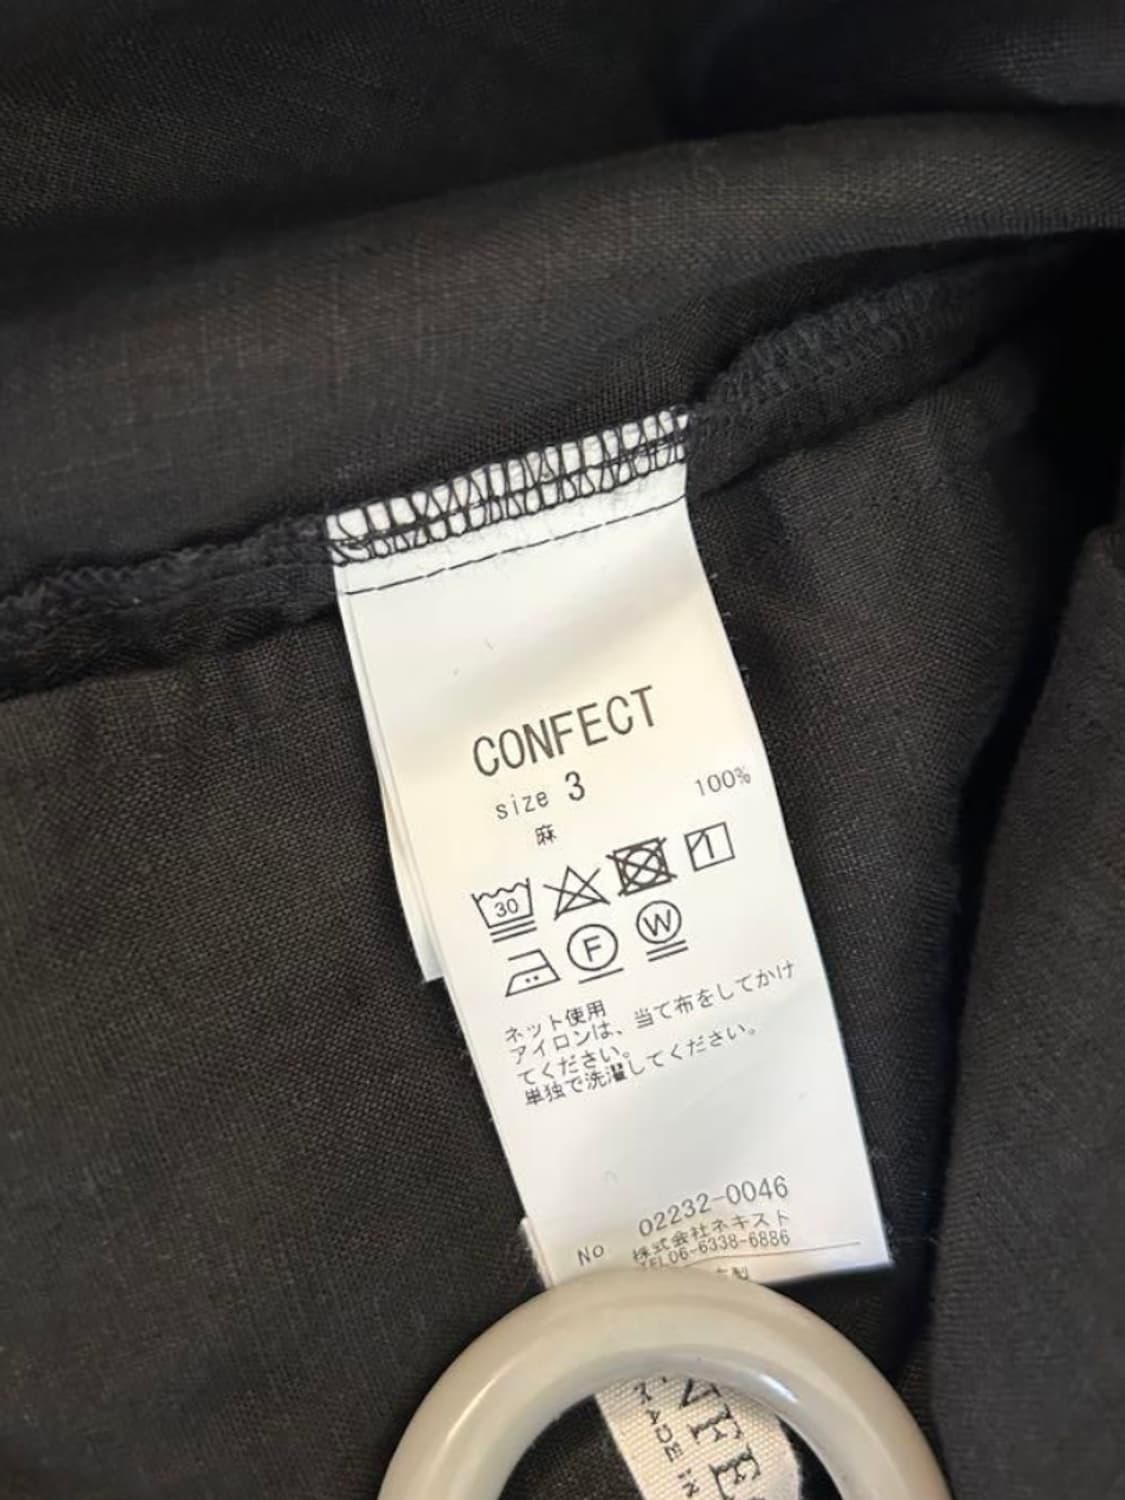 CONFECT
size 3
麻 100%
30
F W
ネット使用
アイロンは、当て布をしてかけ
てください。
単独で洗濯してください。
02232-0046
No 株式会社ネキスト
TEL06-6338-6886
MADE IN